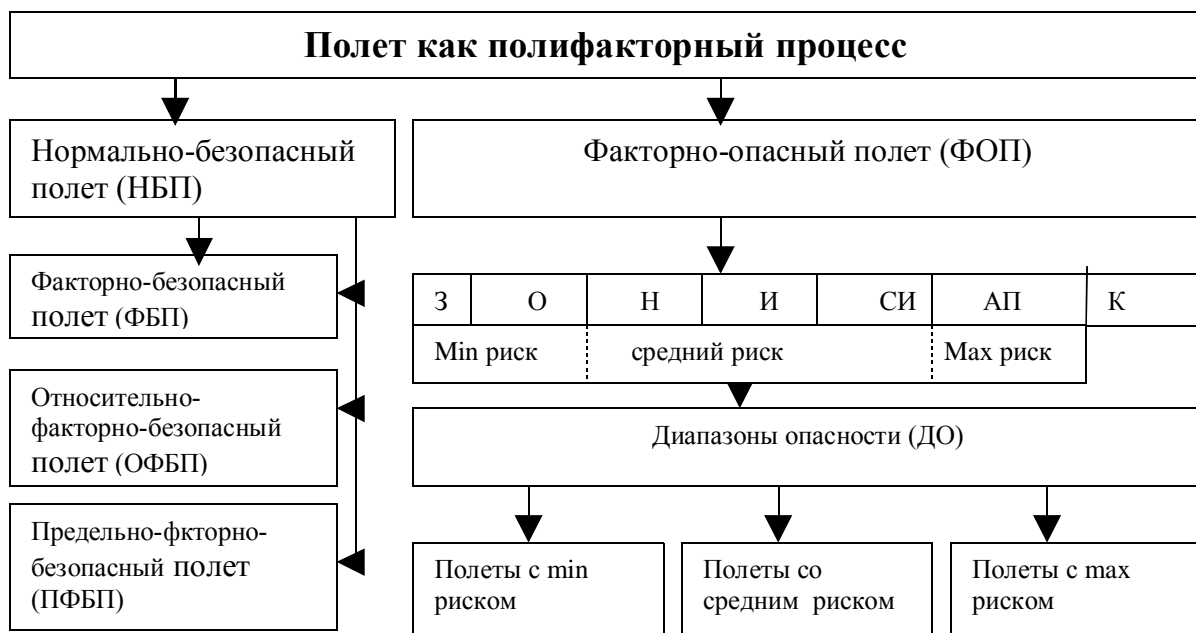 Полет как полифакторный процесс
Нормально-безопасный
полет (НБП)
Факторно-опасный полет (ФОП)
Факторно-безопасный
полет (ФБП)
Относительно-
факторно-безопасный
полет (ОФБП)
Предельно-фкторно-
безопасный полет
(ПФБП)
З О Н И СИ АП К
Min риск средний риск Max риск
Диапазоны опасности (ДО)
Полеты с min
риском
Полеты со
средним риском
Полеты с max
риском